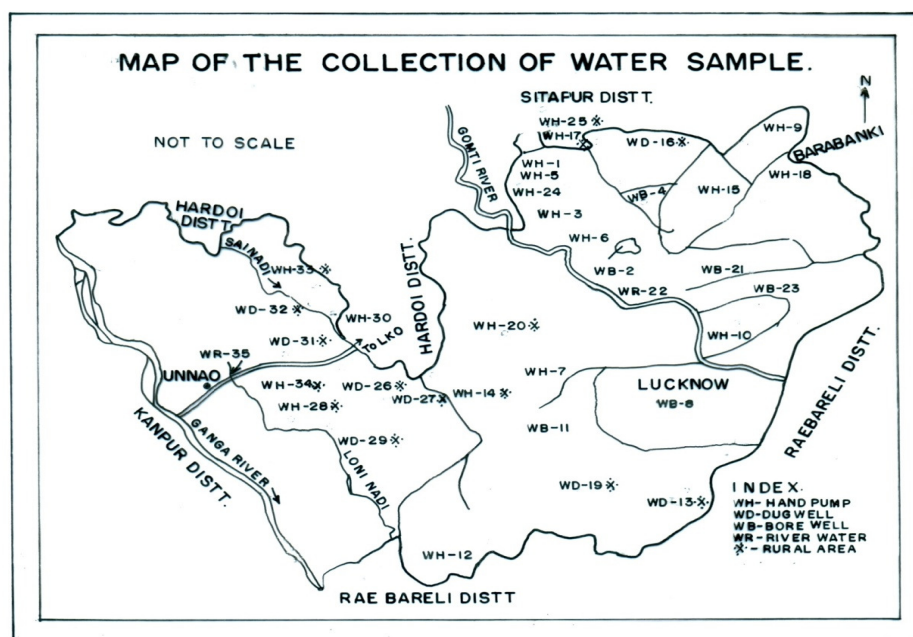 MAP OF THE COLLECTION OF WATER SAMPLE.
NOT TO SCALE
N
SITAPUR DISTT.
GOMTI RIVER
WH-25 ※
WH-17 ※
WD-16 ※
WH-9
BARABANKI
WH-1
WH-5
WH-24
WB-4
WH-15
WH-18
WH-3
WH-6
WB-2
WB-21
WR-22
WB-23
WH-10
HARDOI
DISTT.
SAI NADI
WH-33 ※
WD-32 ※
WH-30
HARDOI DISTT.
WD-31 ※
TO LKO
WH-20 ※
WR-35
UNNAO
WH-34 ※
WD-26 ※
WD-27 ※
WH-14 ※
WH-7
LUCKNOW
WB-8
RAEBARELI DISTT.
WH-28 ※
WD-29 ※
WB-11
KANPUR DISTT.
GANGA RIVER
LONI NADI
WD-19 ※
WD-13 ※
WH-12
RAE BARELI DISTT
INDEX.
WH- HAND PUMP
WD-DUG WELL
WB-BORE WELL
WR-RIVER WATER
※ - RURAL AREA